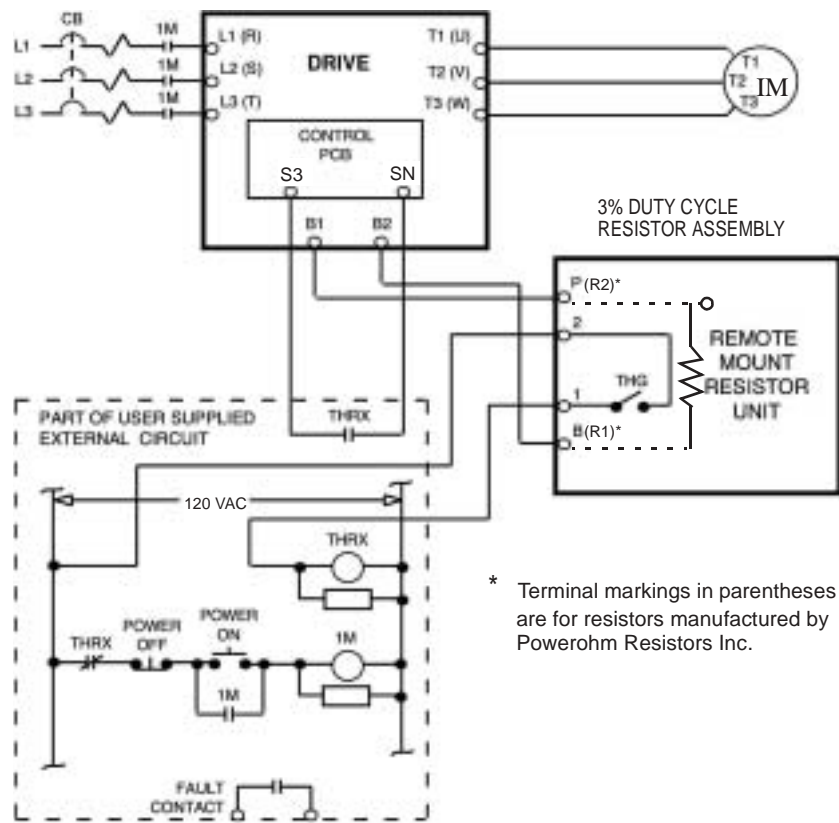 CB
1M
L1
L1 (R)
T1 (U)
1M
L2
L2 (S)
DRIVE
T2 (V)
1M
L3
L3 (T)
T3 (W)
T1
T2
IM
T3
CONTROL
PCB
S3
SN
B1
B2
3% DUTY CYCLE
RESISTOR ASSEMBLY
P (R2)*
2
THG
1
B (R1)*
REMOTE
MOUNT
RESISTOR
UNIT
PART OF USER SUPPLIED
EXTERNAL CIRCUIT
THRX
120 VAC
THRX
THRX
POWER
OFF
POWER
ON
1M
1M
FAULT
CONTACT
* Terminal markings in parentheses
are for resistors manufactured by
Powerohm Resistors Inc.